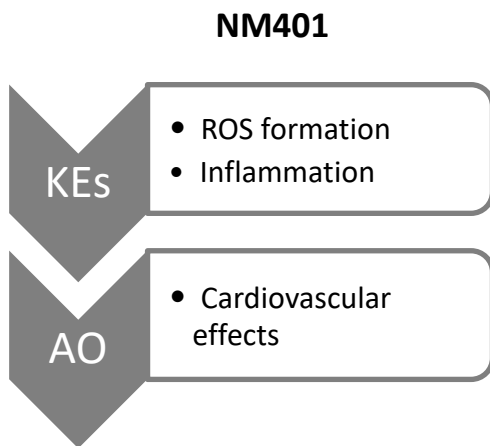 NM401
KEs
• ROS formation
• Inflammation
AO
• Cardiovascular
effects